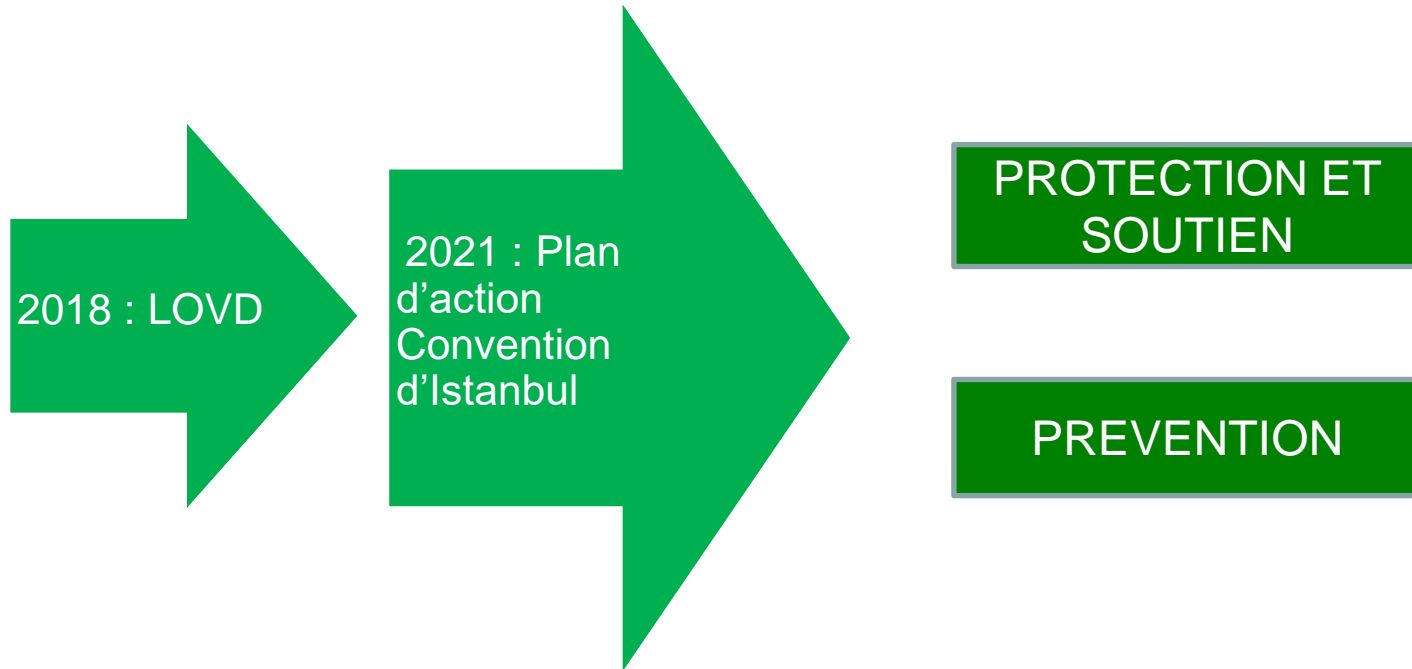 2018 : LOVD
2021 : Plan
d’action
Convention
d’Istanbul
PROTECTION ET
SOUTIEN
PREVENTION